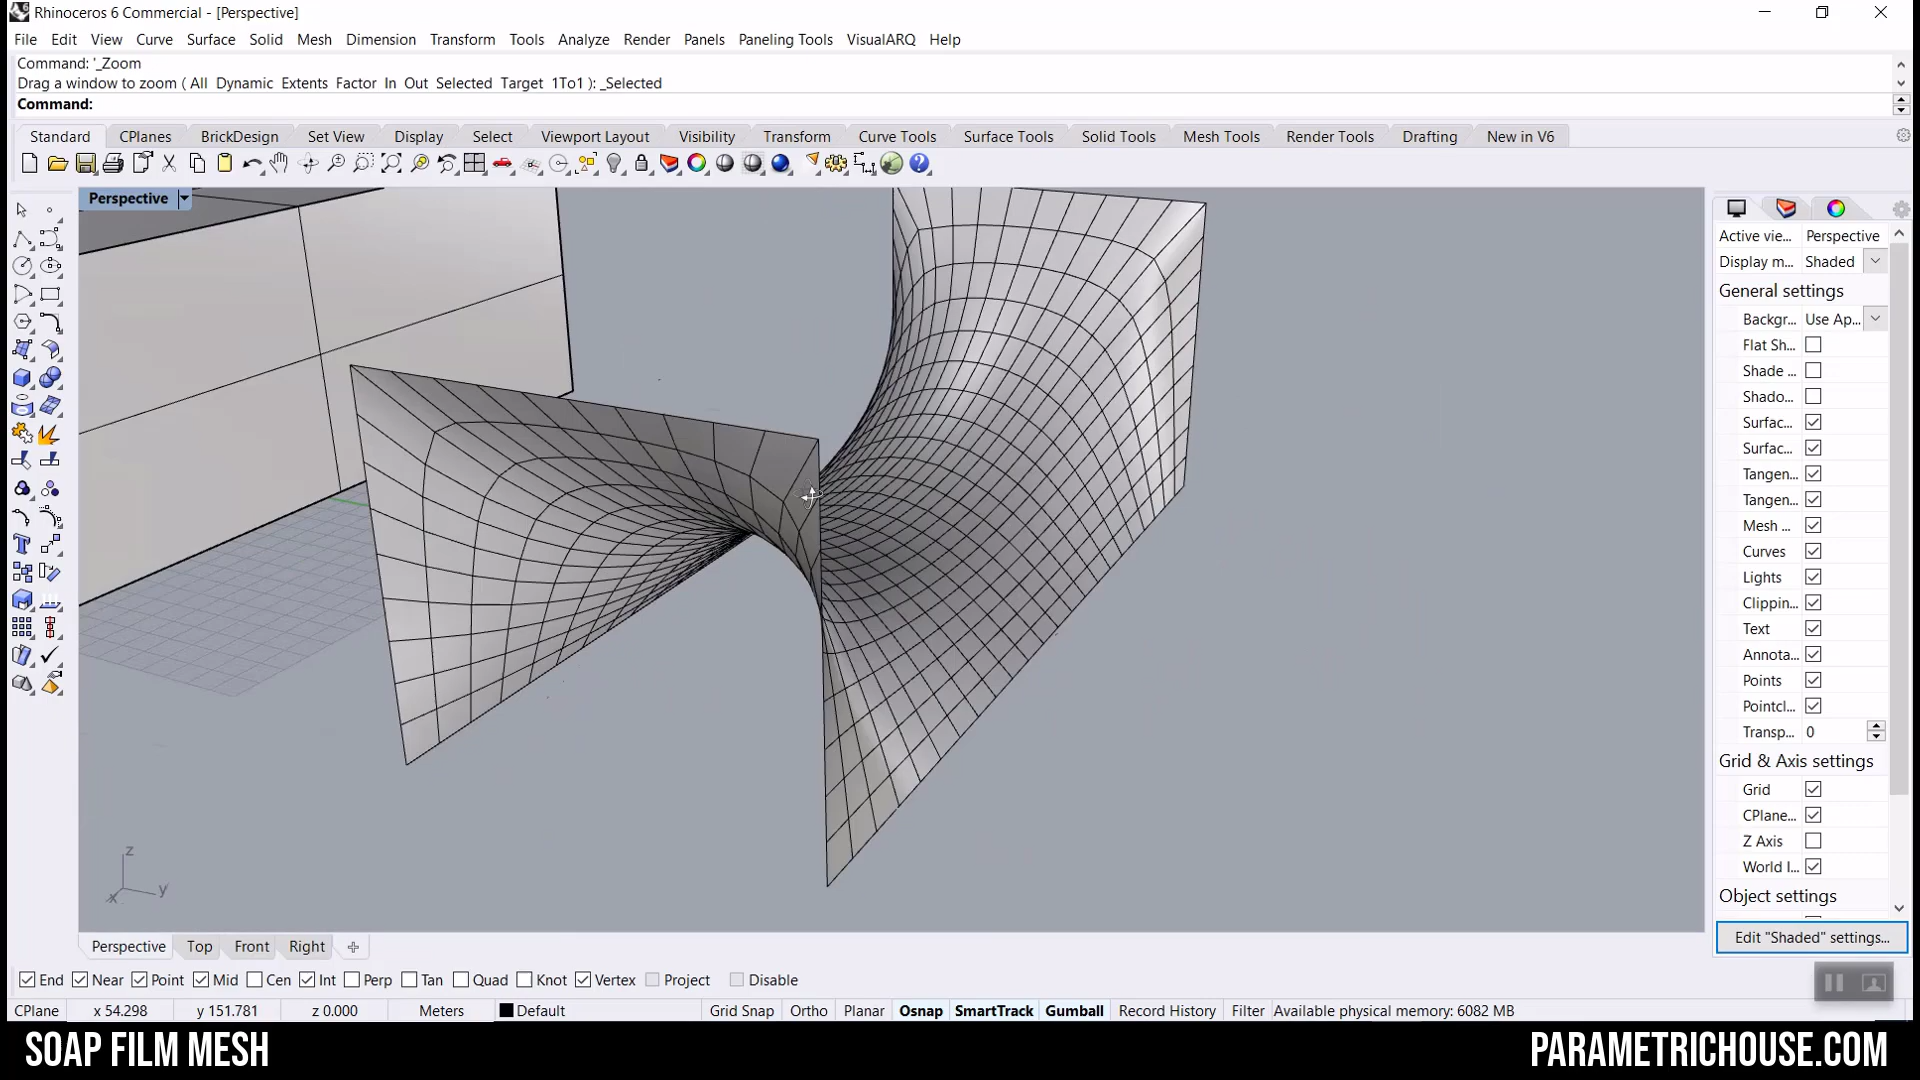 Rhinoceros 6 Commercial - [Perspective]
File Edit View Curve Surface Solid Mesh Dimension Transform Tools Analyze Render Panels Paneling Tools VisualARQ Help
Command: '_Zoom
Drag a window to zoom ( All Dynamic Extents Factor In Out Selected Target 1To1 ): _Selected
Command:
Standard CPlanes BrickDesign Set View Display Select Viewport Layout Visibility Transform Curve Tools Surface Tools Solid Tools Mesh Tools Render Tools Drafting New in V6
Perspective
Active vie... Perspective
Display m... Shaded
General settings
Backgr... Use Ap...
Flat Sh...
Shade ...
Shado...
Surfac...
Surfac...
Tangen...
Tangen...
Mesh ...
Curves
Lights
Clippin...
Text
Annota...
Points
Pointcl...
Transp... 0
Grid & Axis settings
Grid
CPlane...
Z Axis
World I...
Object settings
Edit "Shaded" settings...
z
y
x
Perspective Top Front Right
End Near Point Mid Cen Int Perp Tan Quad Knot Vertex Project Disable
CPlane x 54.298 y 151.781 z 0.000 Meters Default Grid Snap Ortho Planar Osnap SmartTrack Gumball Record History Filter Available physical memory: 6082 MB
SOAP FILM MESH
PARAMETRICHOUSE.COM